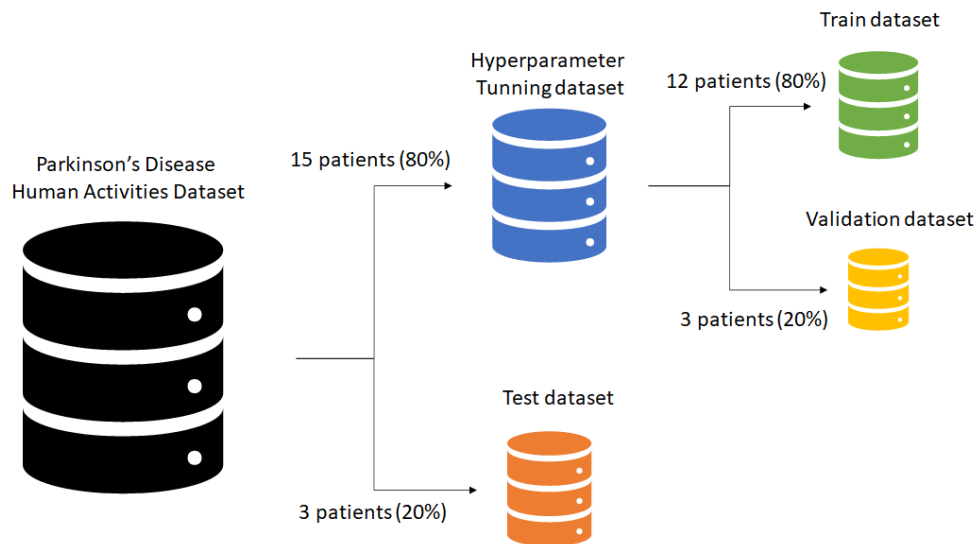 Parkinson's Disease
Human Activities Dataset
15 patients (80%)
3 patients (20%)
Hyperparameter
Tunning dataset
Test dataset
12 patients (80%)
3 patients (20%)
Train dataset
Validation dataset